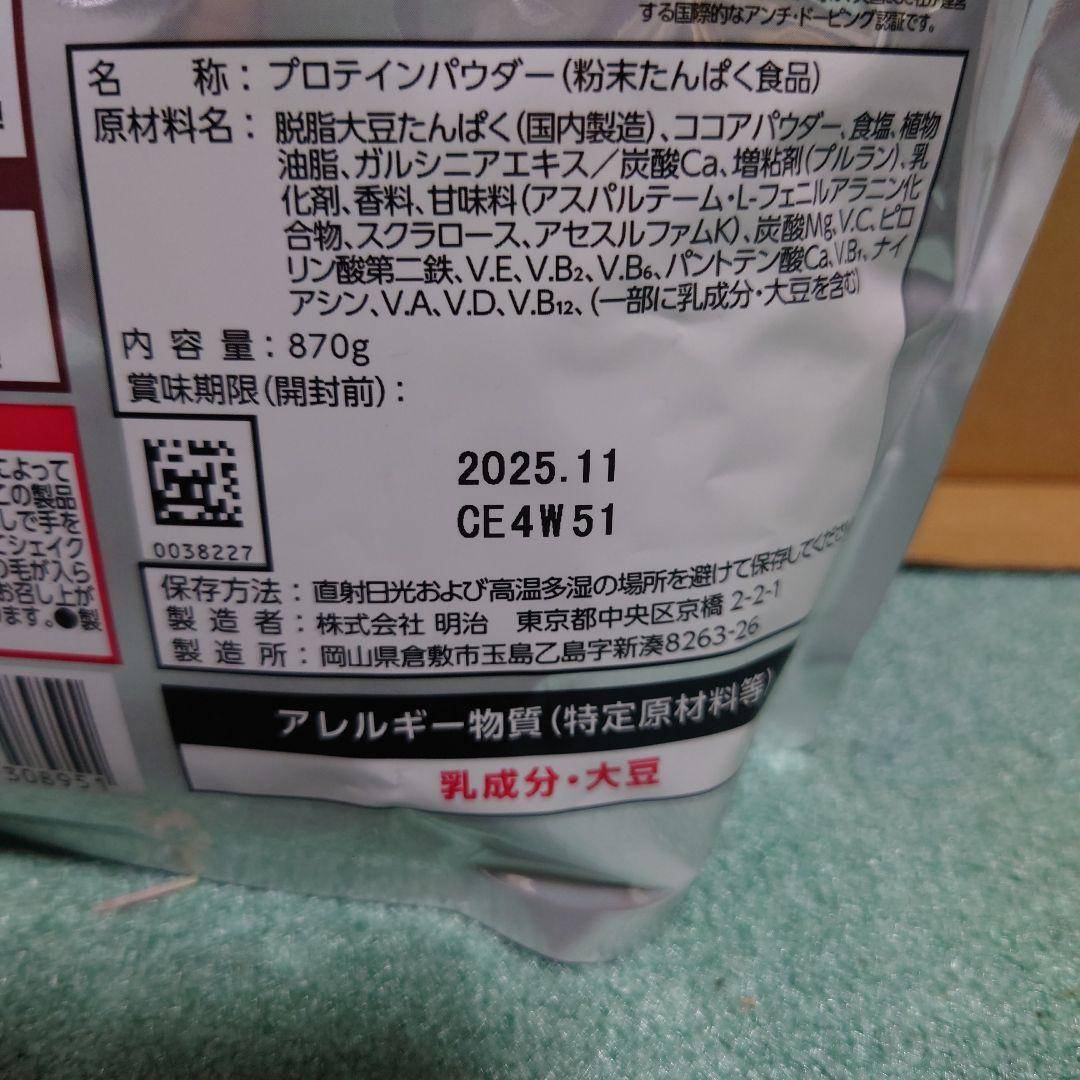 する国際的なアンチ・ドーピング認証です。
名 称：プロテインパウダー（粉末たんぱく食品）
原材料名：脱脂大豆たんぱく（国内製造）、ココアパウダー、食塩、植物
油脂、ガルシニアエキス／炭酸Ca、増粘剤（プルラン）、乳
化剤、香料、甘味料（アスパルテーム・L-フェニルアラニン化
合物、スクラロース、アセスルファムK）、炭酸Mg、V.C、ピロ
リン酸第二鉄、V.E、V.B₂、V.B₆、パントテン酸Ca、V.B₁、ナイ
アシン、V.A、V.D、V.B₁₂、（一部に乳成分・大豆を含む）
内容量：870g
賞味期限（開封前）：
2025.11
CE4W51
0038227
保存方法：直射日光および高温多湿の場所を避けて保存してください
製造者：株式会社 明治 東京都中央区京橋 2-2-1
製造所：岡山県倉敷市玉島乙島字新湊8263-26
アレルギー物質（特定原材料等）
乳成分・大豆
によって
この製品
しで手を
てシェイク
の毛が入ら
お召し上が
ます。●製
308951